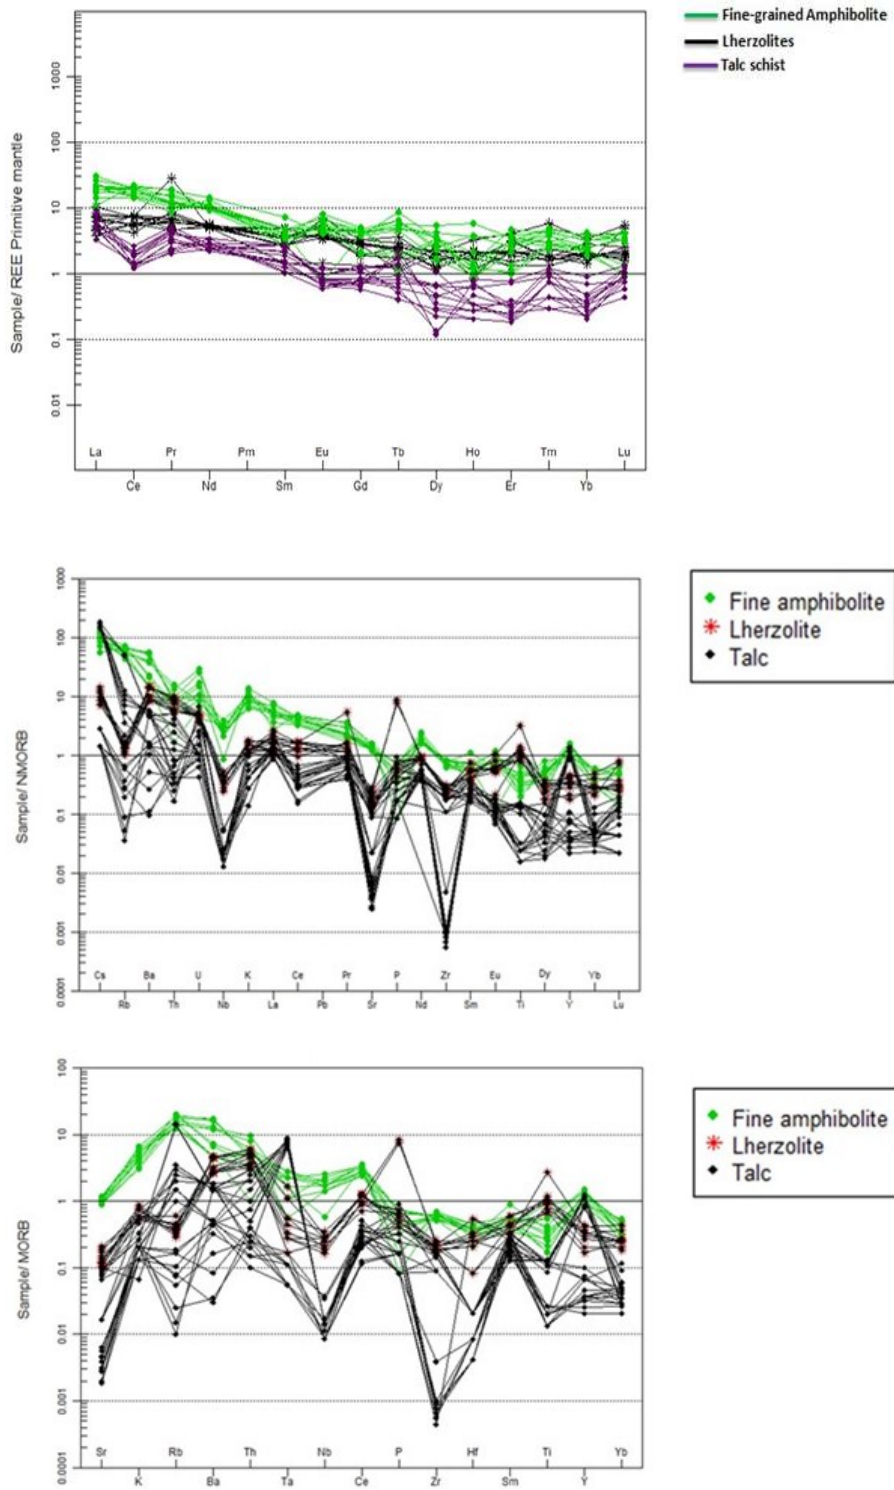 Fine-grained Amphibolite
Lherzolites
Talc schist
Sample/ REE Primitive mantle
1000
100
10
1
0.1
0.01
La Pr Pm Eu Tb Ho Tm Lu
Ce Nd Sm Gd Dy Er Yb
Sample/ NMORB
1000
100
10
1
0.1
0.01
0.001
0.0001
Cs Ba U K Ce Pr P Zr Eu Dy Yb
Rb Th Nb La Pb Sr Nd Sm Ti Y Lu
Fine amphibolite
Lherzolite
Talc
Sample/ MORB
100
10
1
0.1
0.01
0.001
0.0001
Sr Rb Th Nb P Hf Ti Yb
K Ba Ta Ce Zr Sm Y
Fine amphibolite
Lherzolite
Talc